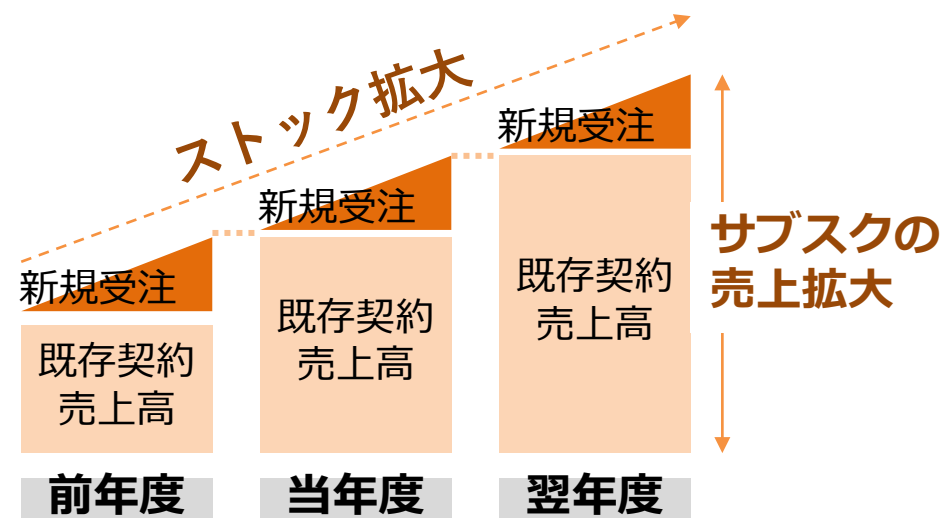 ストック拡大
新規受注
既存契約
売上高
前年度
新規受注
既存契約
売上高
当年度
新規受注
既存契約
売上高
翌年度
サブスクの
売上拡大